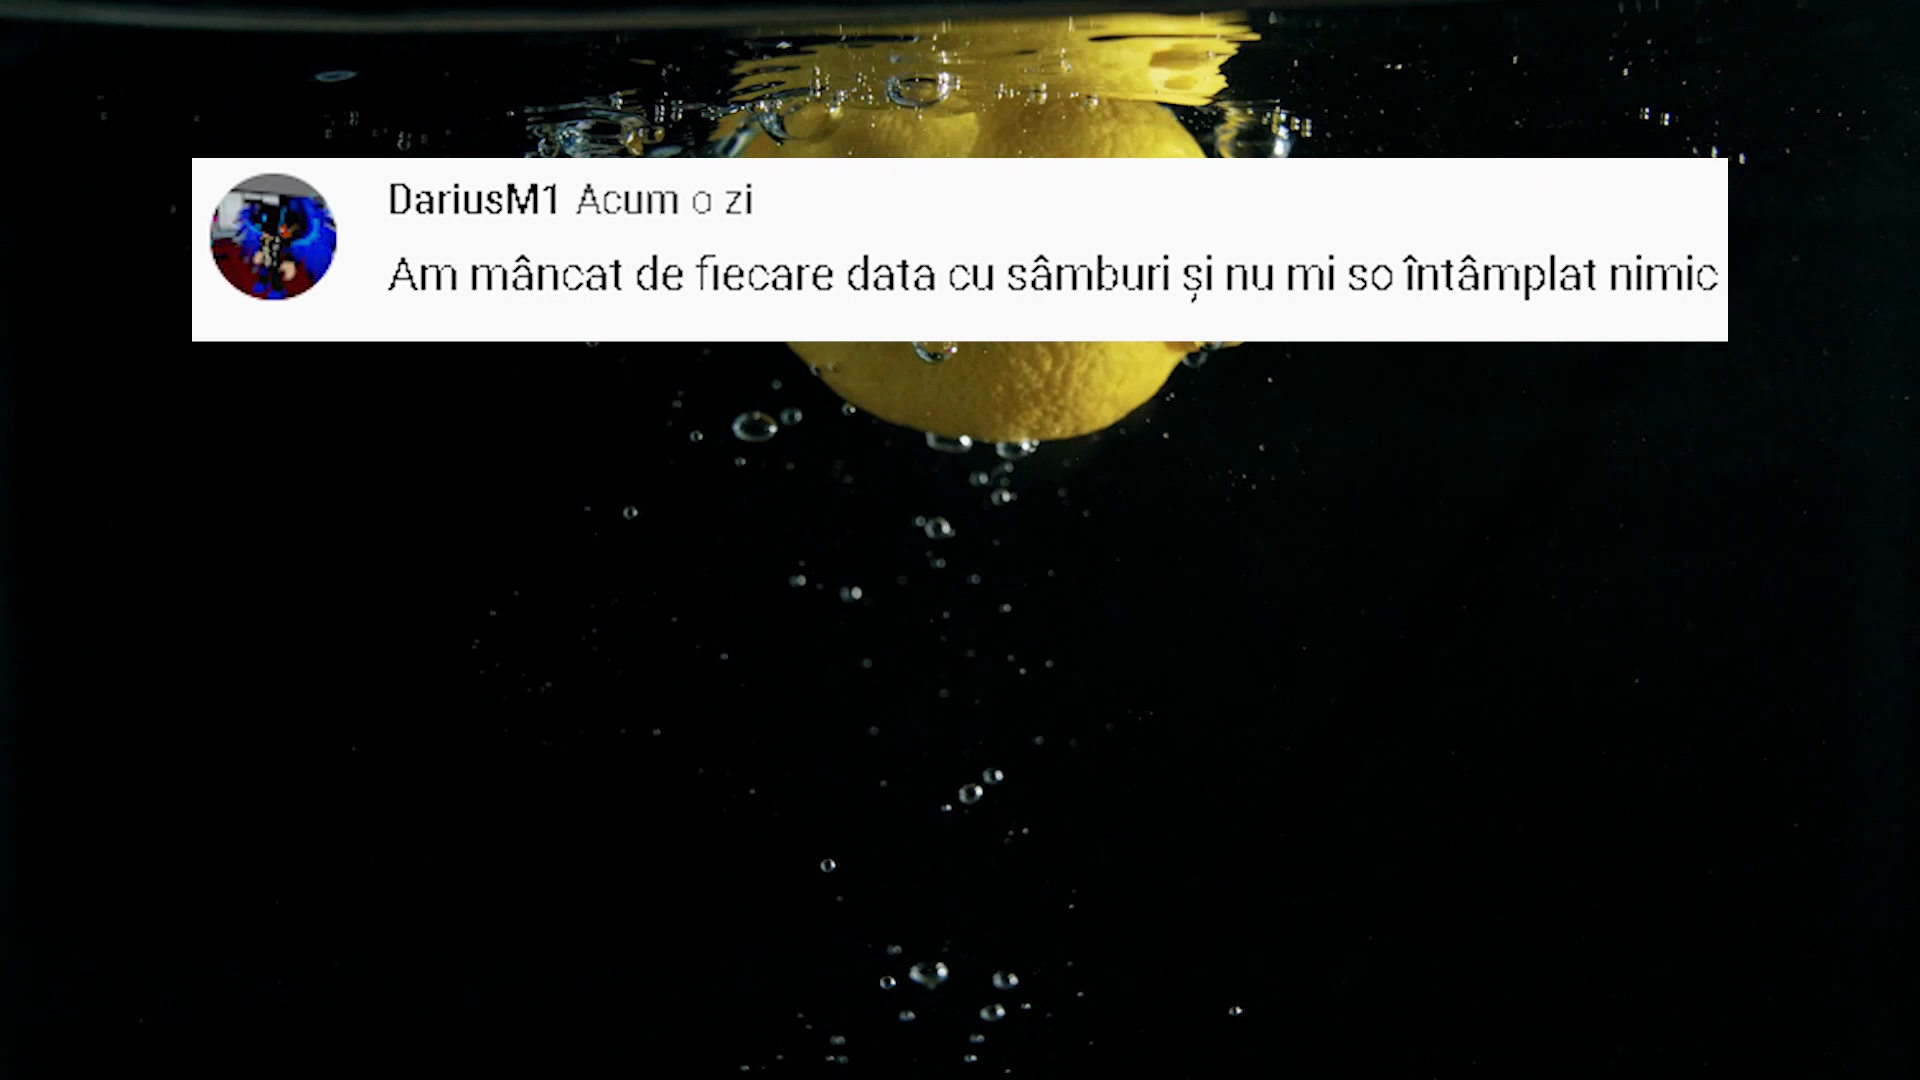 DariusM1 Acum o zi
Am mâncat de fiecare data cu sâmburi și nu mi so întâmplat nimic